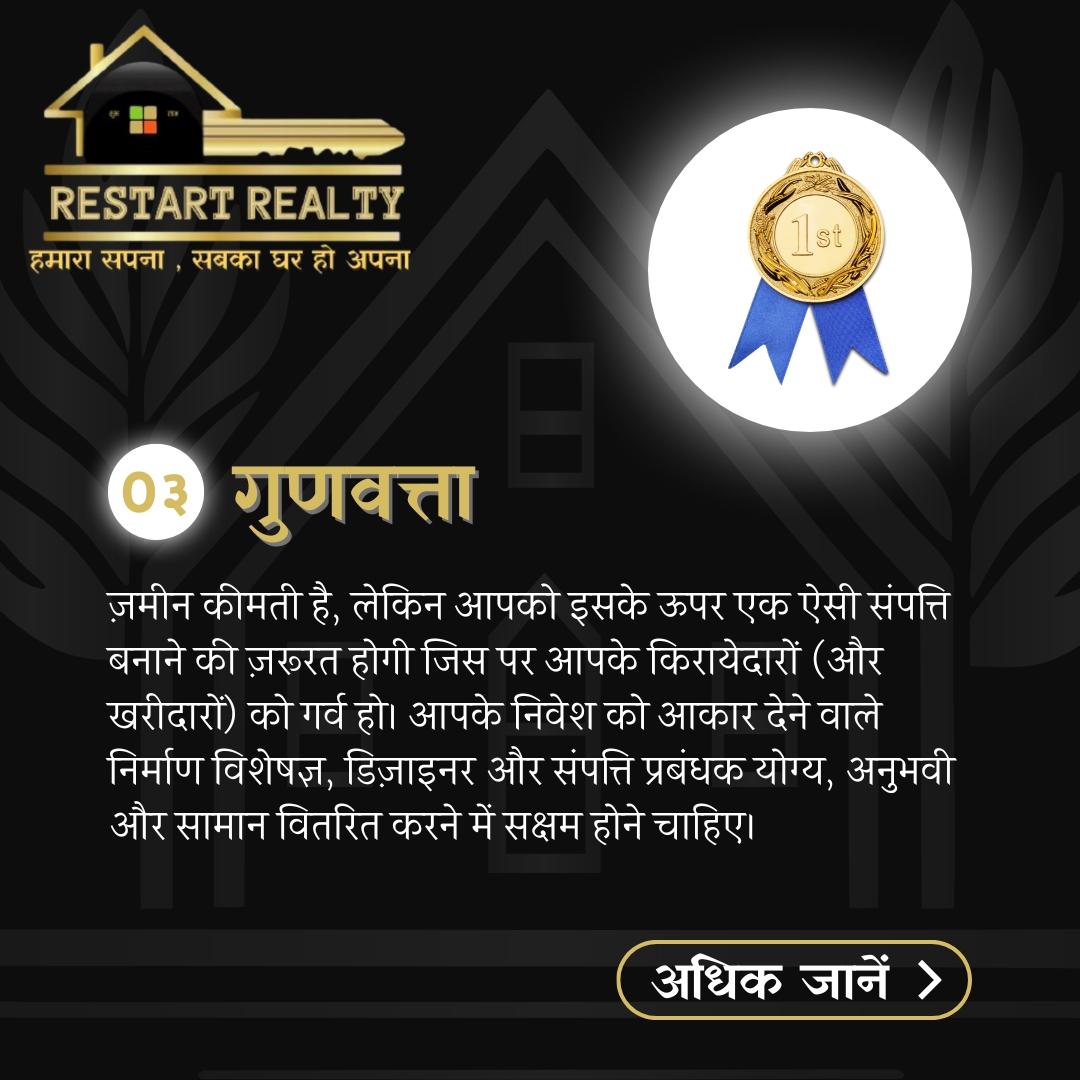 RESTART REALTY
हमारा सपना , सबका घर हो अपना
1st
0३ गुणवत्ता
ज़मीन कीमती है, लेकिन आपको इसके ऊपर एक ऐसी संपत्ति
बनाने की ज़रूरत होगी जिस पर आपके किरायेदारों (और
खरीदारों) को गर्व हो। आपके निवेश को आकार देने वाले
निर्माण विशेषज्ञ, डिज़ाइनर और संपत्ति प्रबंधक योग्य, अनुभवी
और सामान वितरित करने में सक्षम होने चाहिए।
अधिक जानें